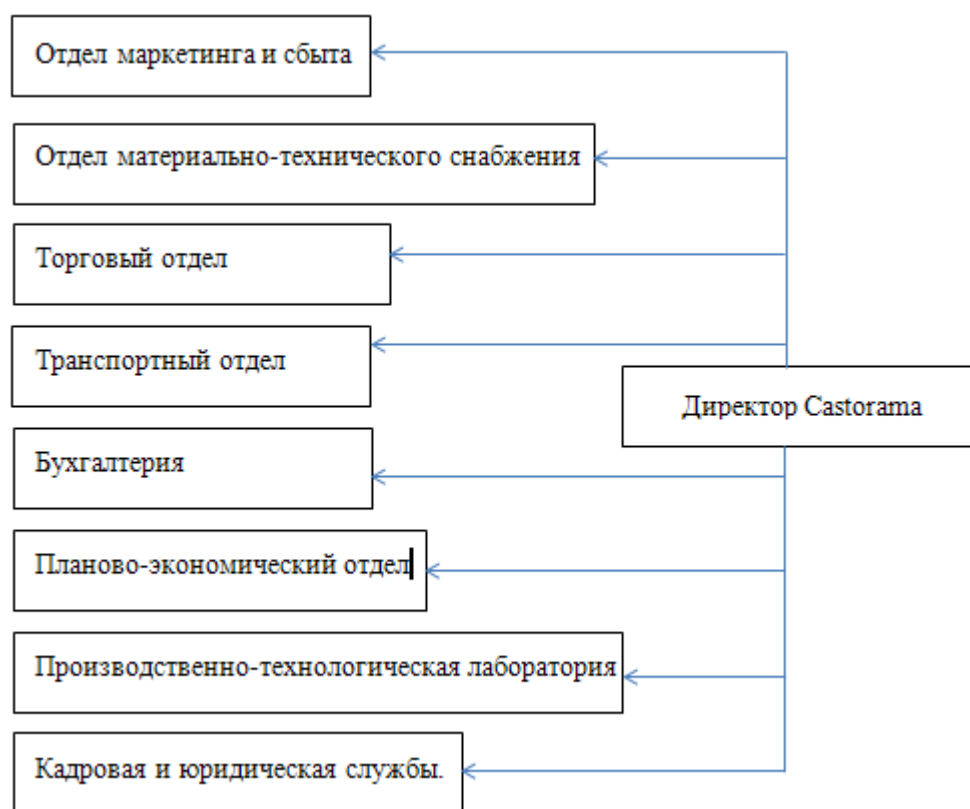 Отдел маркетинга и сбыта
Отдел материально-технического снабжения
Торговый отдел
Транспортный отдел
Директор Castorama
Бухгалтерия
Планово-экономический отдел
Производственно-технологическая лаборатория
Кадровая и юридическая службы.